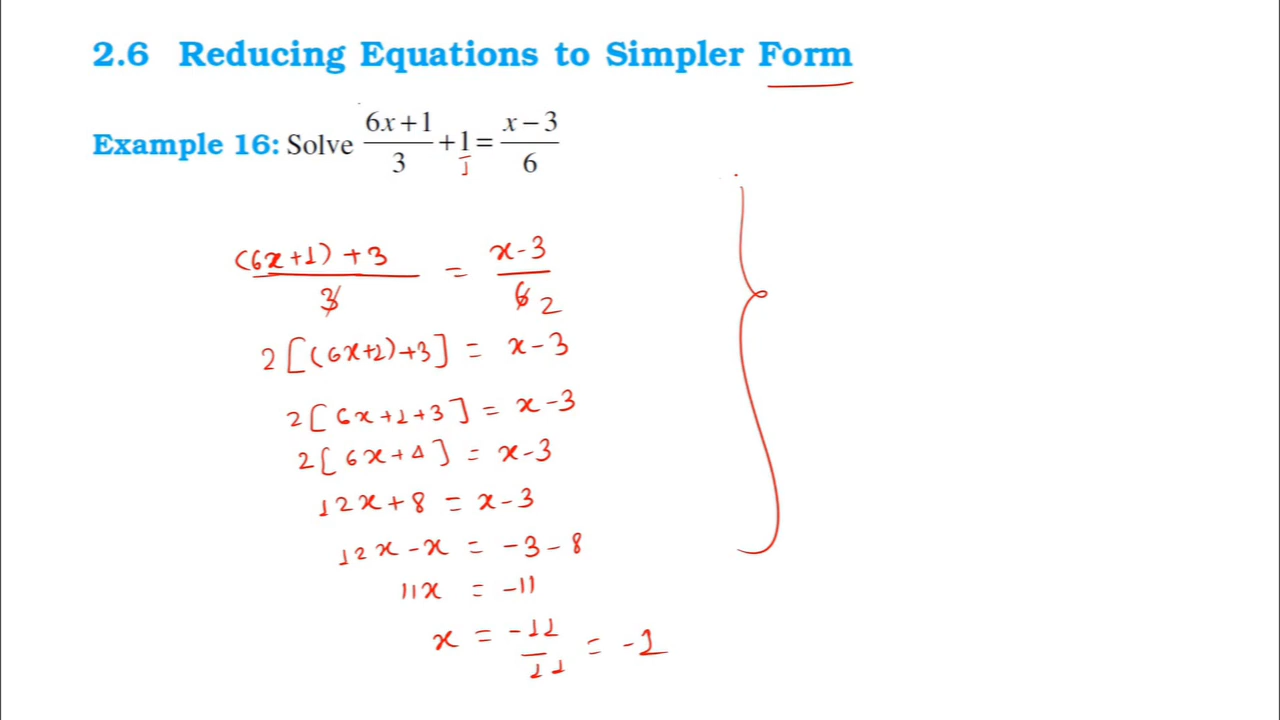 2.6 Reducing Equations to Simpler Form
Example 16: Solve (6x+1)/3 + 1 = (x−3)/6
1
((6x+1)+3)/3 = (x-3)/6 2
2[(6x+1)+3] = x-3
2[6x+1+3] = x-3
2[6x+4] = x-3
12x+8 = x-3
12x-x = -3-8
11x = -11
x = -11/11 = -1